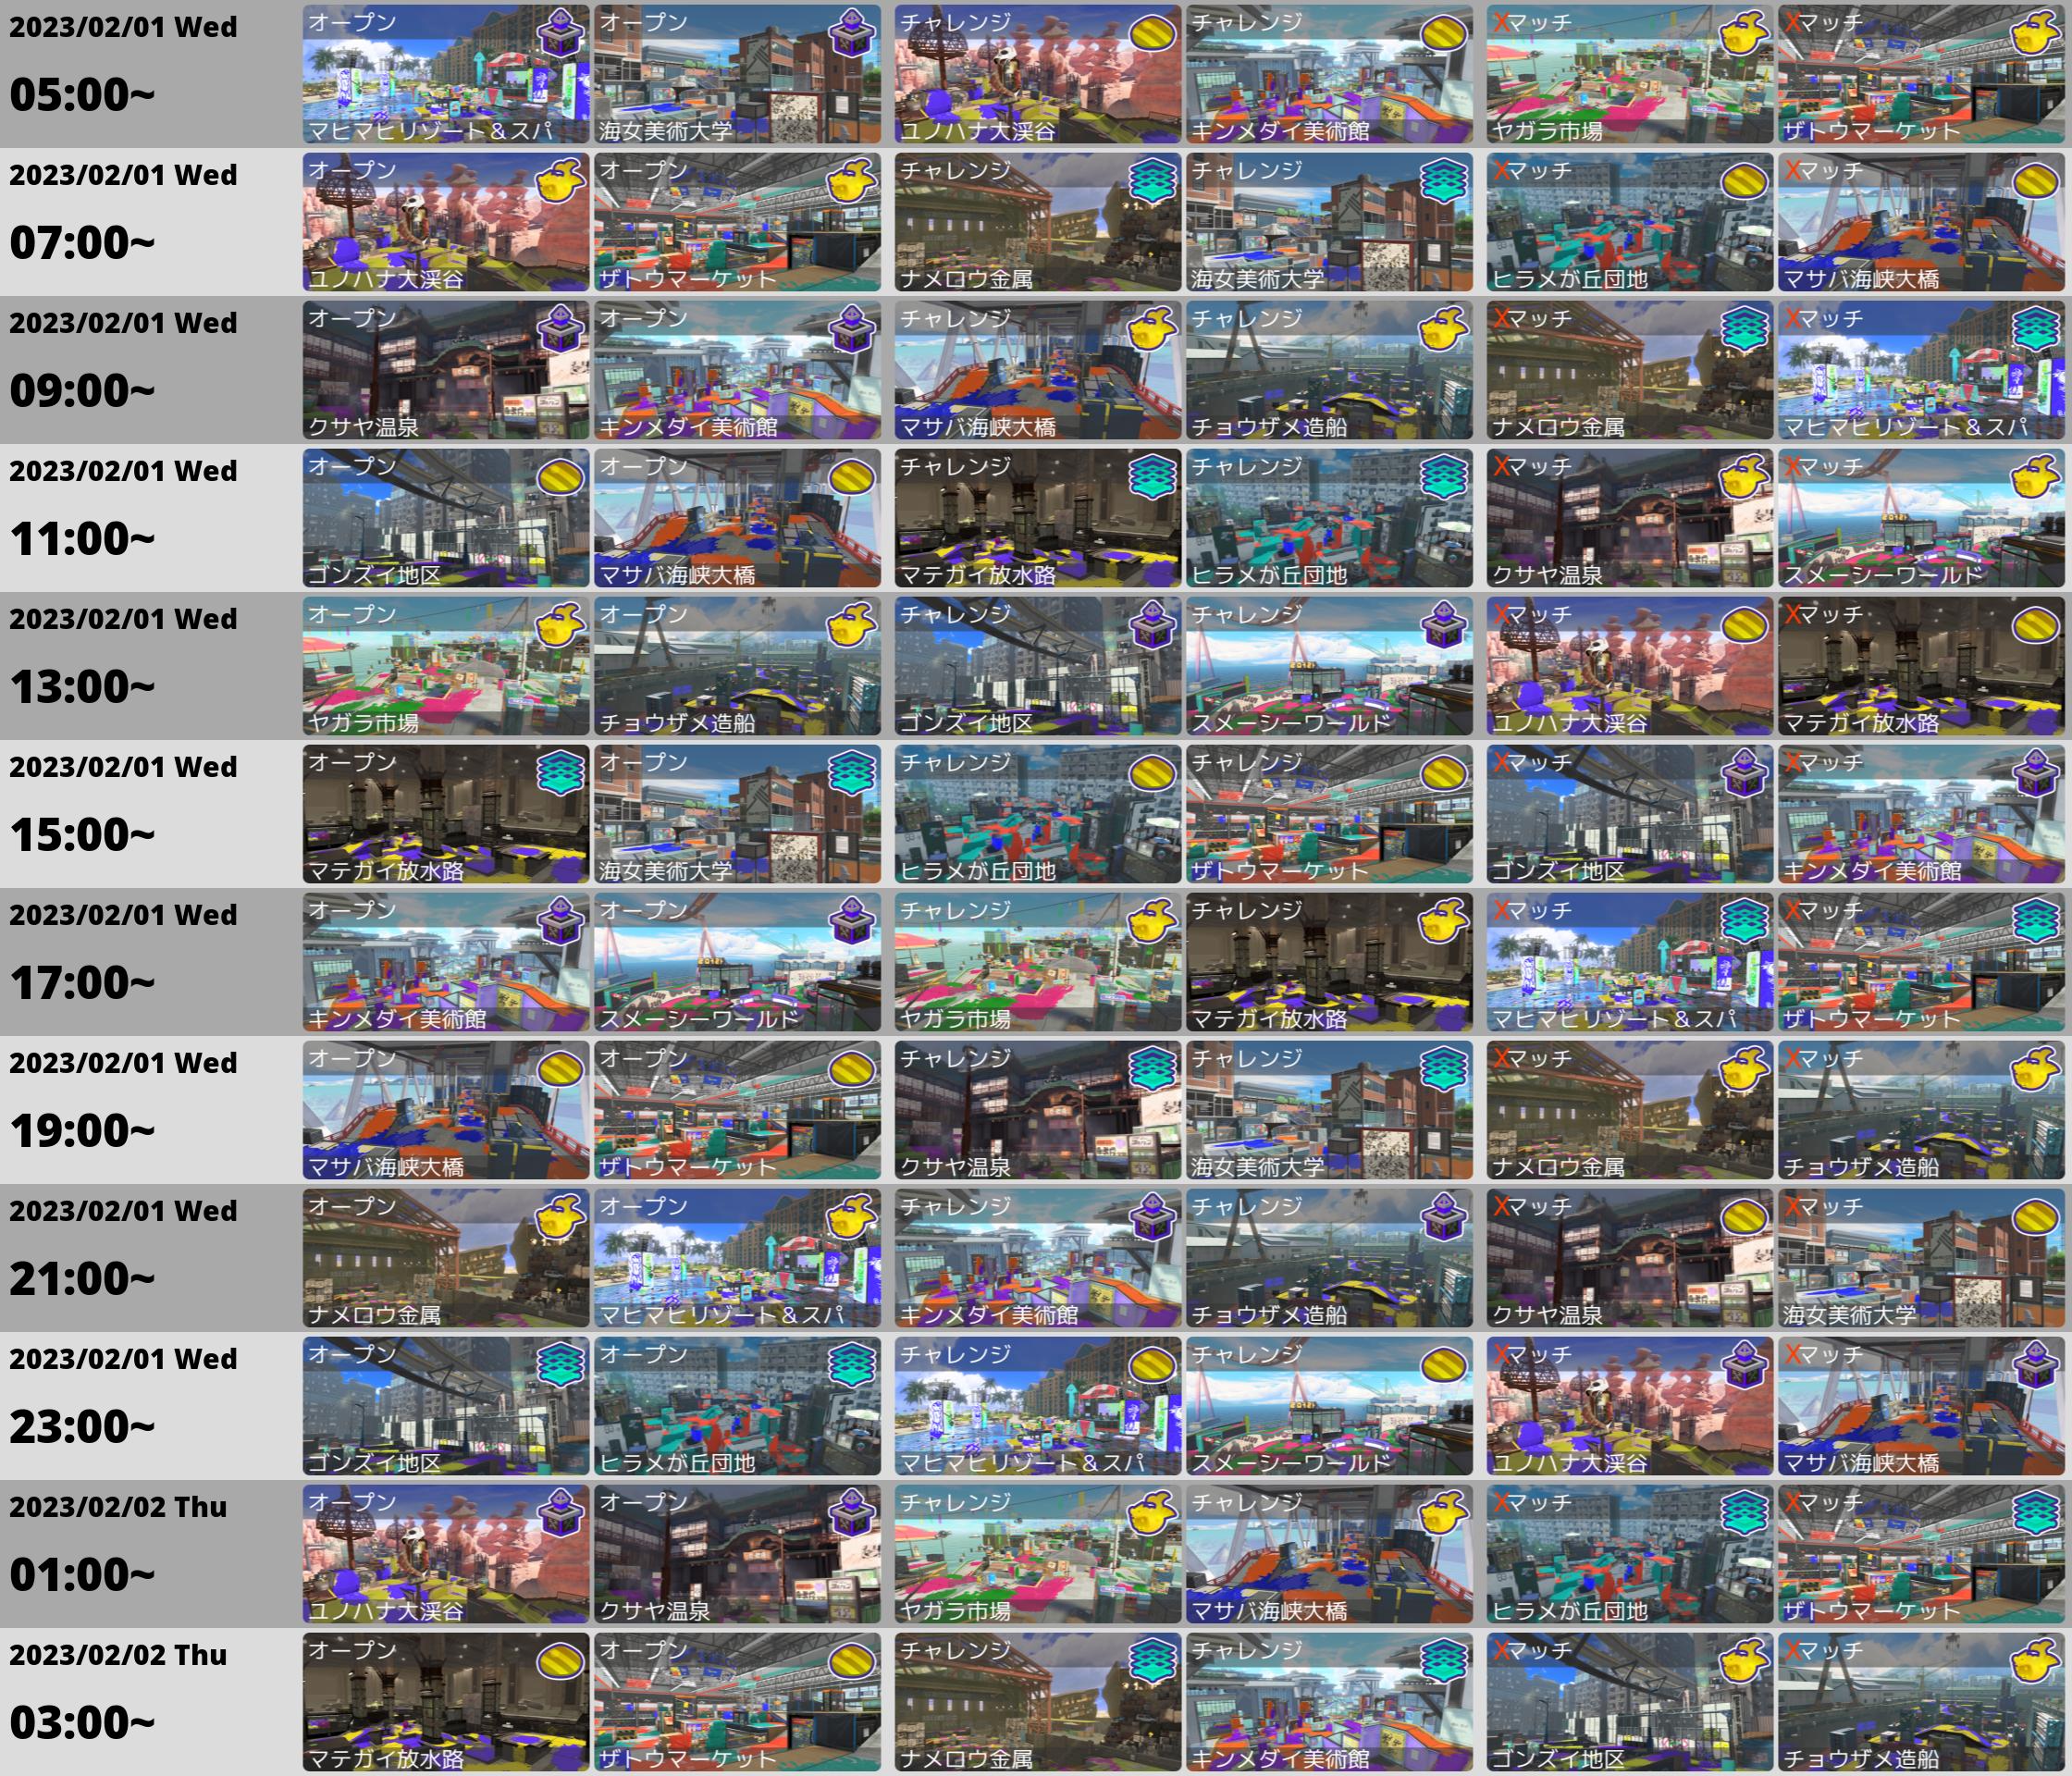 2023/02/01 Wed
05:00~
オープン オープン チャレンジ チャレンジ Xマッチ Xマッチ
マヒマヒリゾート＆スパ 海女美術大学 ユノハナ大渓谷 キンメダイ美術館 ヤガラ市場 ザトウマーケット
2023/02/01 Wed
07:00~
オープン オープン チャレンジ チャレンジ Xマッチ Xマッチ
ユノハナ大渓谷 ザトウマーケット ナメロウ金属 海女美術大学 ヒラメが丘団地 マサバ海峡大橋
2023/02/01 Wed
09:00~
オープン オープン チャレンジ チャレンジ Xマッチ Xマッチ
クサヤ温泉 キンメダイ美術館 マサバ海峡大橋 チョウザメ造船 ナメロウ金属 マヒマヒリゾート＆スパ
2023/02/01 Wed
11:00~
オープン オープン チャレンジ チャレンジ Xマッチ Xマッチ
ゴンズイ地区 マサバ海峡大橋 マテガイ放水路 ヒラメが丘団地 クサヤ温泉 スメーシーワールド
2023/02/01 Wed
13:00~
オープン オープン チャレンジ チャレンジ Xマッチ Xマッチ
ヤガラ市場 チョウザメ造船 ゴンズイ地区 スメーシーワールド ユノハナ大渓谷 マテガイ放水路
2023/02/01 Wed
15:00~
オープン オープン チャレンジ チャレンジ Xマッチ Xマッチ
マテガイ放水路 海女美術大学 ヒラメが丘団地 ザトウマーケット ゴンズイ地区 キンメダイ美術館
2023/02/01 Wed
17:00~
オープン オープン チャレンジ チャレンジ Xマッチ Xマッチ
キンメダイ美術館 スメーシーワールド ヤガラ市場 マテガイ放水路 マヒマヒリゾート＆スパ ザトウマーケット
2023/02/01 Wed
19:00~
オープン オープン チャレンジ チャレンジ Xマッチ Xマッチ
マサバ海峡大橋 ザトウマーケット クサヤ温泉 海女美術大学 ナメロウ金属 チョウザメ造船
2023/02/01 Wed
21:00~
オープン オープン チャレンジ チャレンジ Xマッチ Xマッチ
ナメロウ金属 マヒマヒリゾート＆スパ キンメダイ美術館 チョウザメ造船 クサヤ温泉 海女美術大学
2023/02/01 Wed
23:00~
オープン オープン チャレンジ チャレンジ Xマッチ Xマッチ
ゴンズイ地区 ヒラメが丘団地 マヒマヒリゾート＆スパ スメーシーワールド ユノハナ大渓谷 マサバ海峡大橋
2023/02/02 Thu
01:00~
オープン オープン チャレンジ チャレンジ Xマッチ Xマッチ
ユノハナ大渓谷 クサヤ温泉 ヤガラ市場 マサバ海峡大橋 ヒラメが丘団地 ザトウマーケット
2023/02/02 Thu
03:00~
オープン オープン チャレンジ チャレンジ Xマッチ Xマッチ
マテガイ放水路 ザトウマーケット ナメロウ金属 キンメダイ美術館 ゴンズイ地区 チョウザメ造船